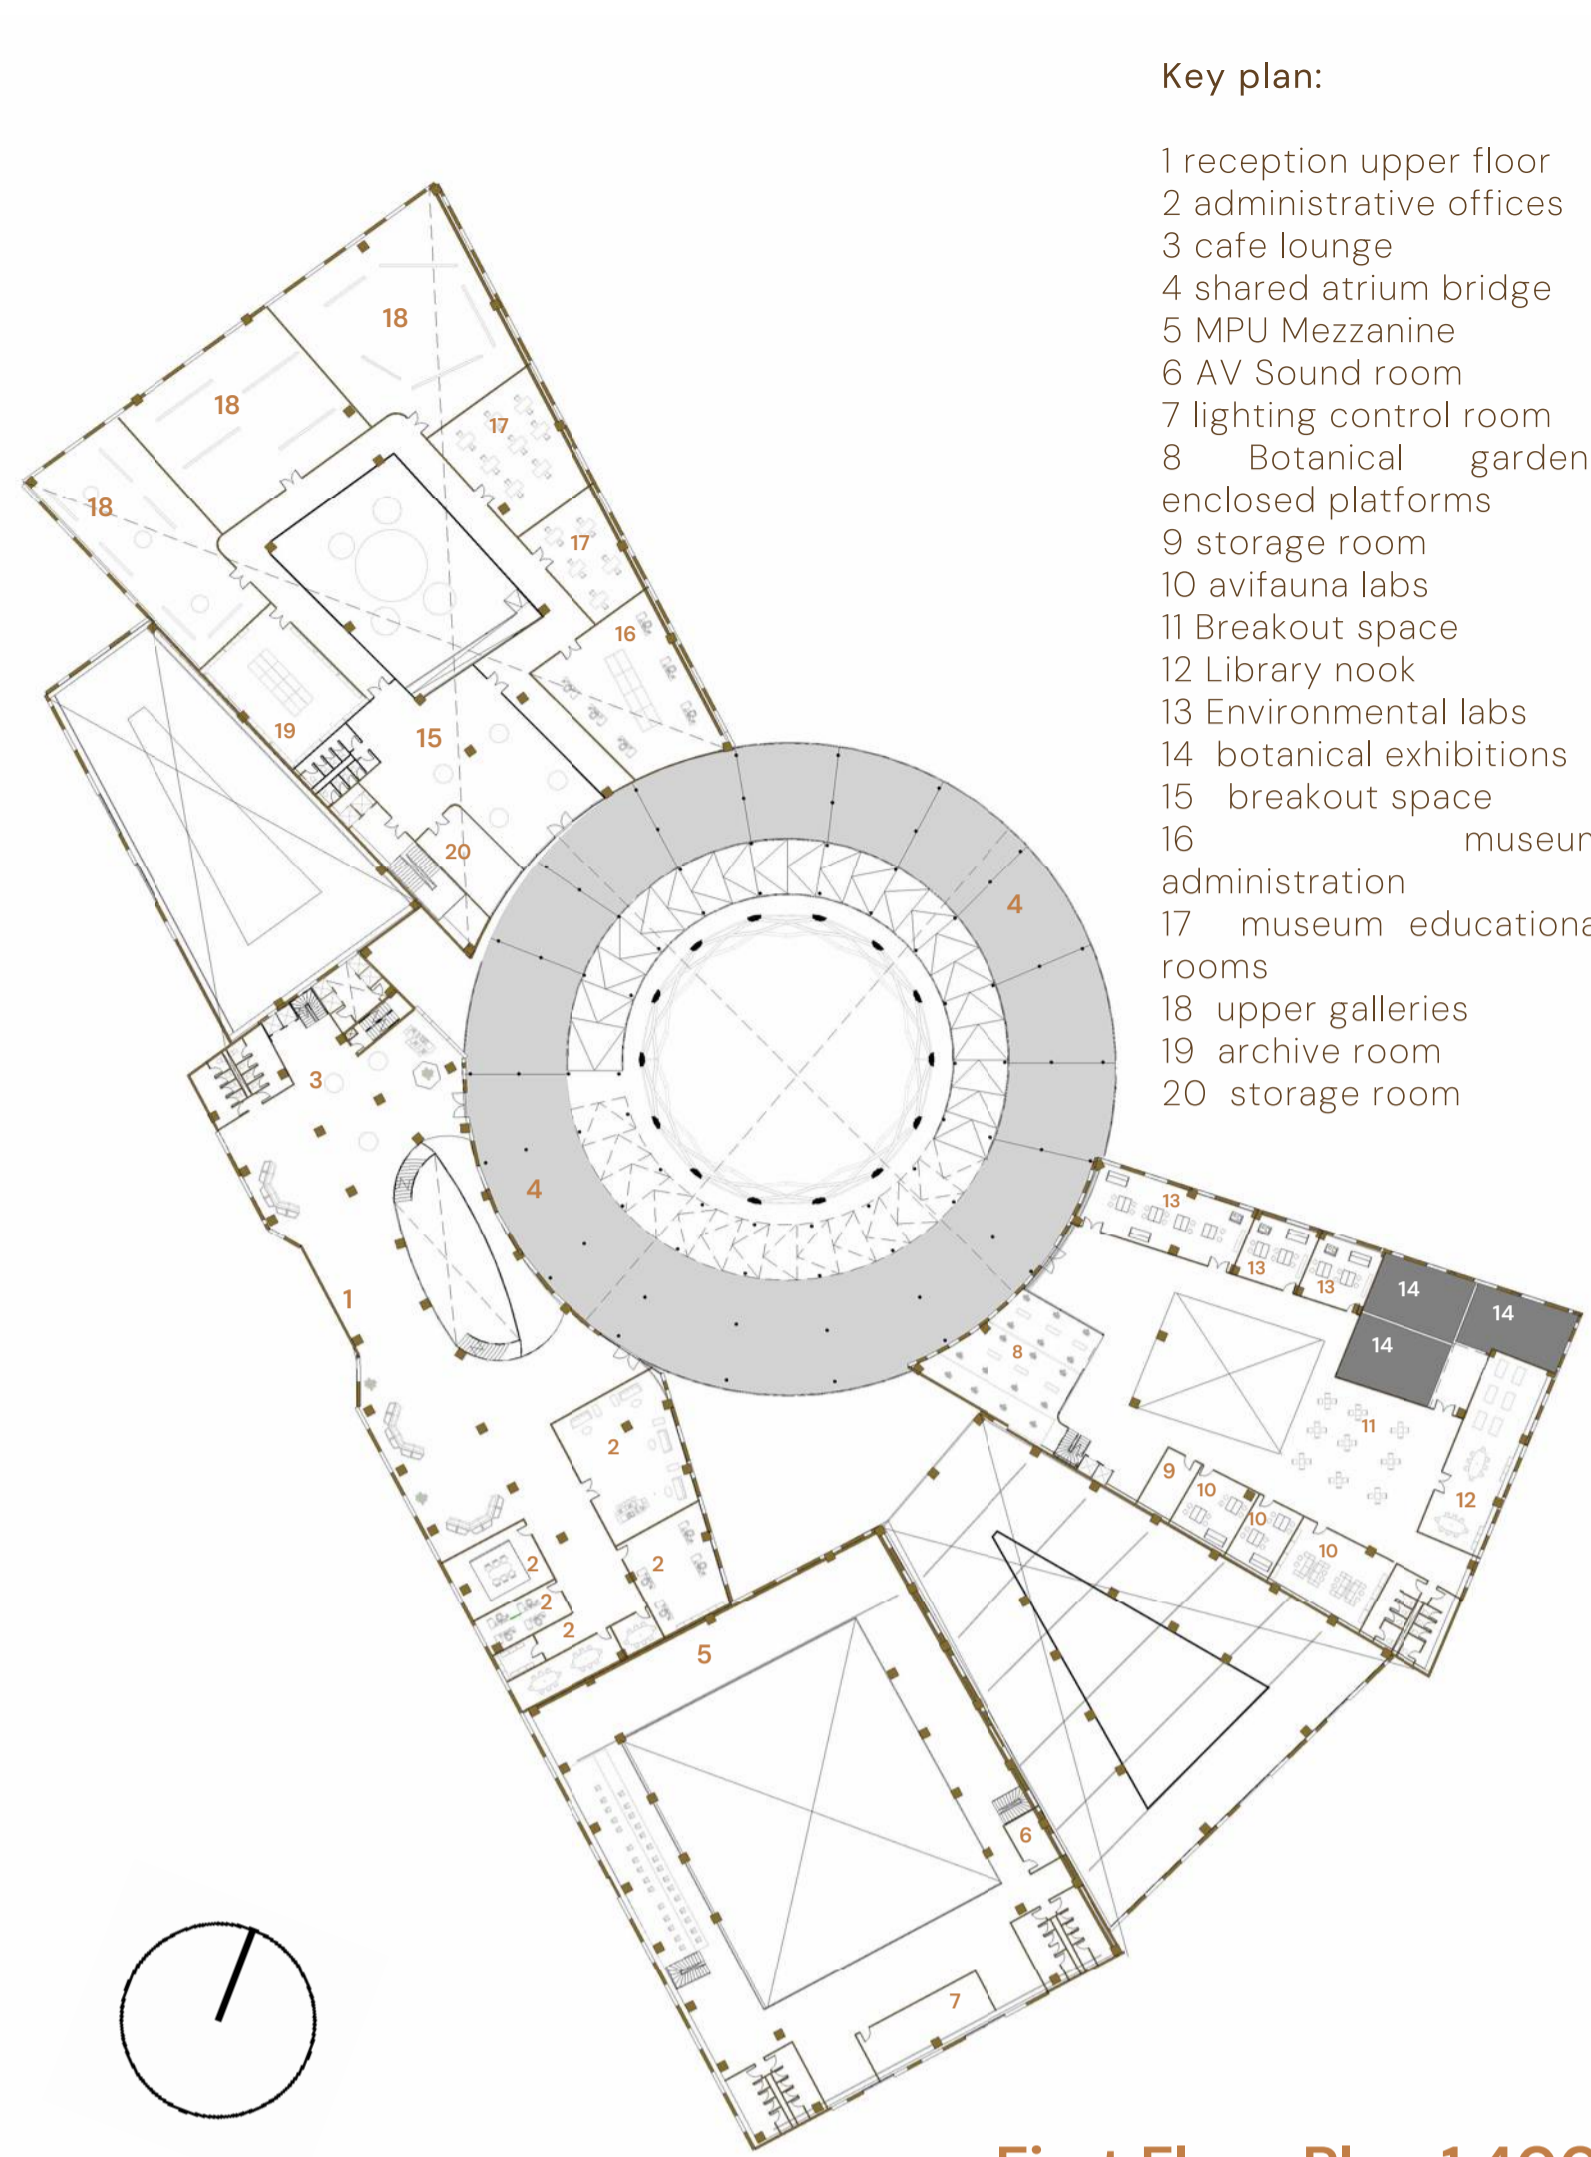 Key plan:
1 reception upper floor
2 administrative offices
3 cafe lounge
4 shared atrium bridge
5 MPU Mezzanine
6 AV Sound room
7 lighting control room
8 Botanical garden
enclosed platforms
9 storage room
10 avifauna labs
11 Breakout space
12 Library nook
13 Environmental labs
14 botanical exhibitions
15 breakout space
16
administration
17 museum
rooms
18 upper galleries
19 archive room
20 storage room
18
18
17
18
17
16
19
15
20
4
3
4
13
13
13
14
14
14
1
8
11
2
9
10
12
10
10
2
2
2
2
5
6
7